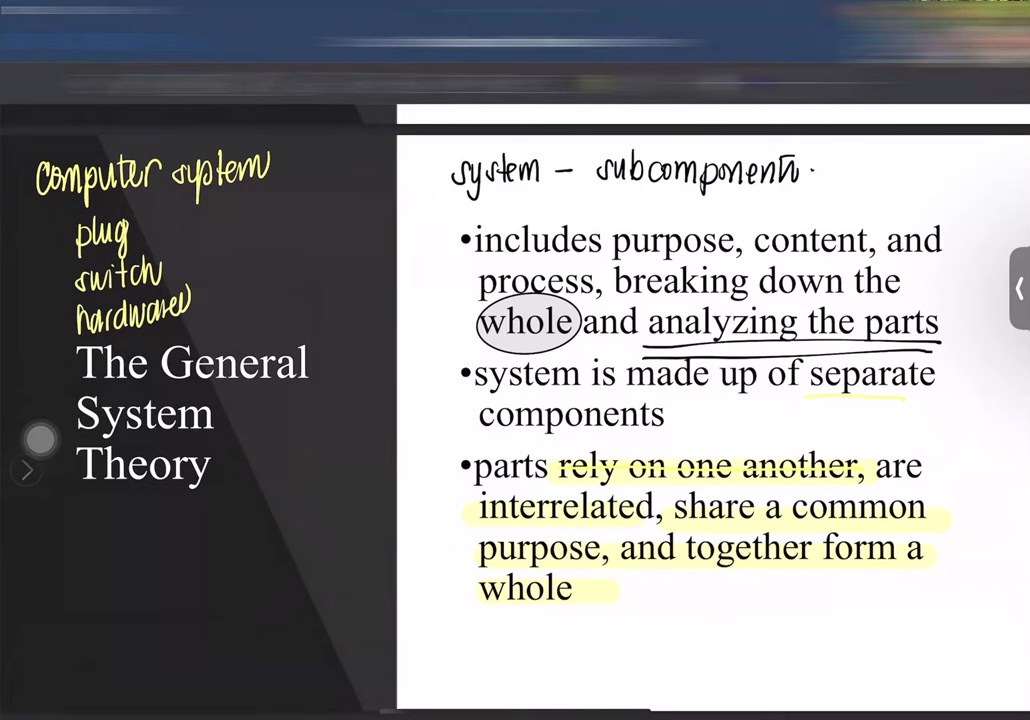 computer system
plug
switch
hardware
The General
System
Theory
system – subcomponents.
•includes purpose, content, and
process, breaking down the
whole and analyzing the parts
•system is made up of separate
components
•parts rely on one another, are
interrelated, share a common
purpose, and together form a
whole